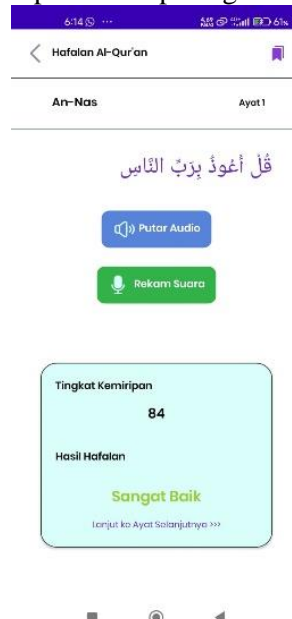 6:14
61%
Hafalan Al-Qur'an
An-Nas Ayat 1
قُلْ أَعُوذُ بِرَبِّ النَّاسِ
Putar Audio
Rekam Suara
Tingkat Kemiripan
84
Hasil Hafalan
Sangat Baik
Lanjut ke Ayat Selanjutnya >>>